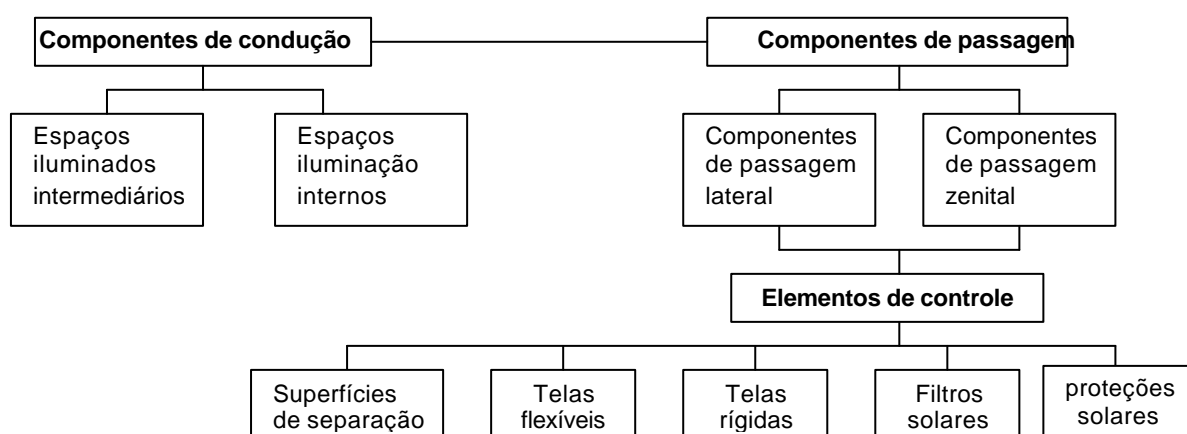 Componentes de condução
Componentes de passagem
Espaços
iluminados
intermediários
Espaços
iluminação
internos
Componentes
de passagem
lateral
Componentes
de passagem
zenital
Elementos de controle
Superfícies
de separação
Telas
flexíveis
Telas
rígidas
Filtros
solares
proteções
solares